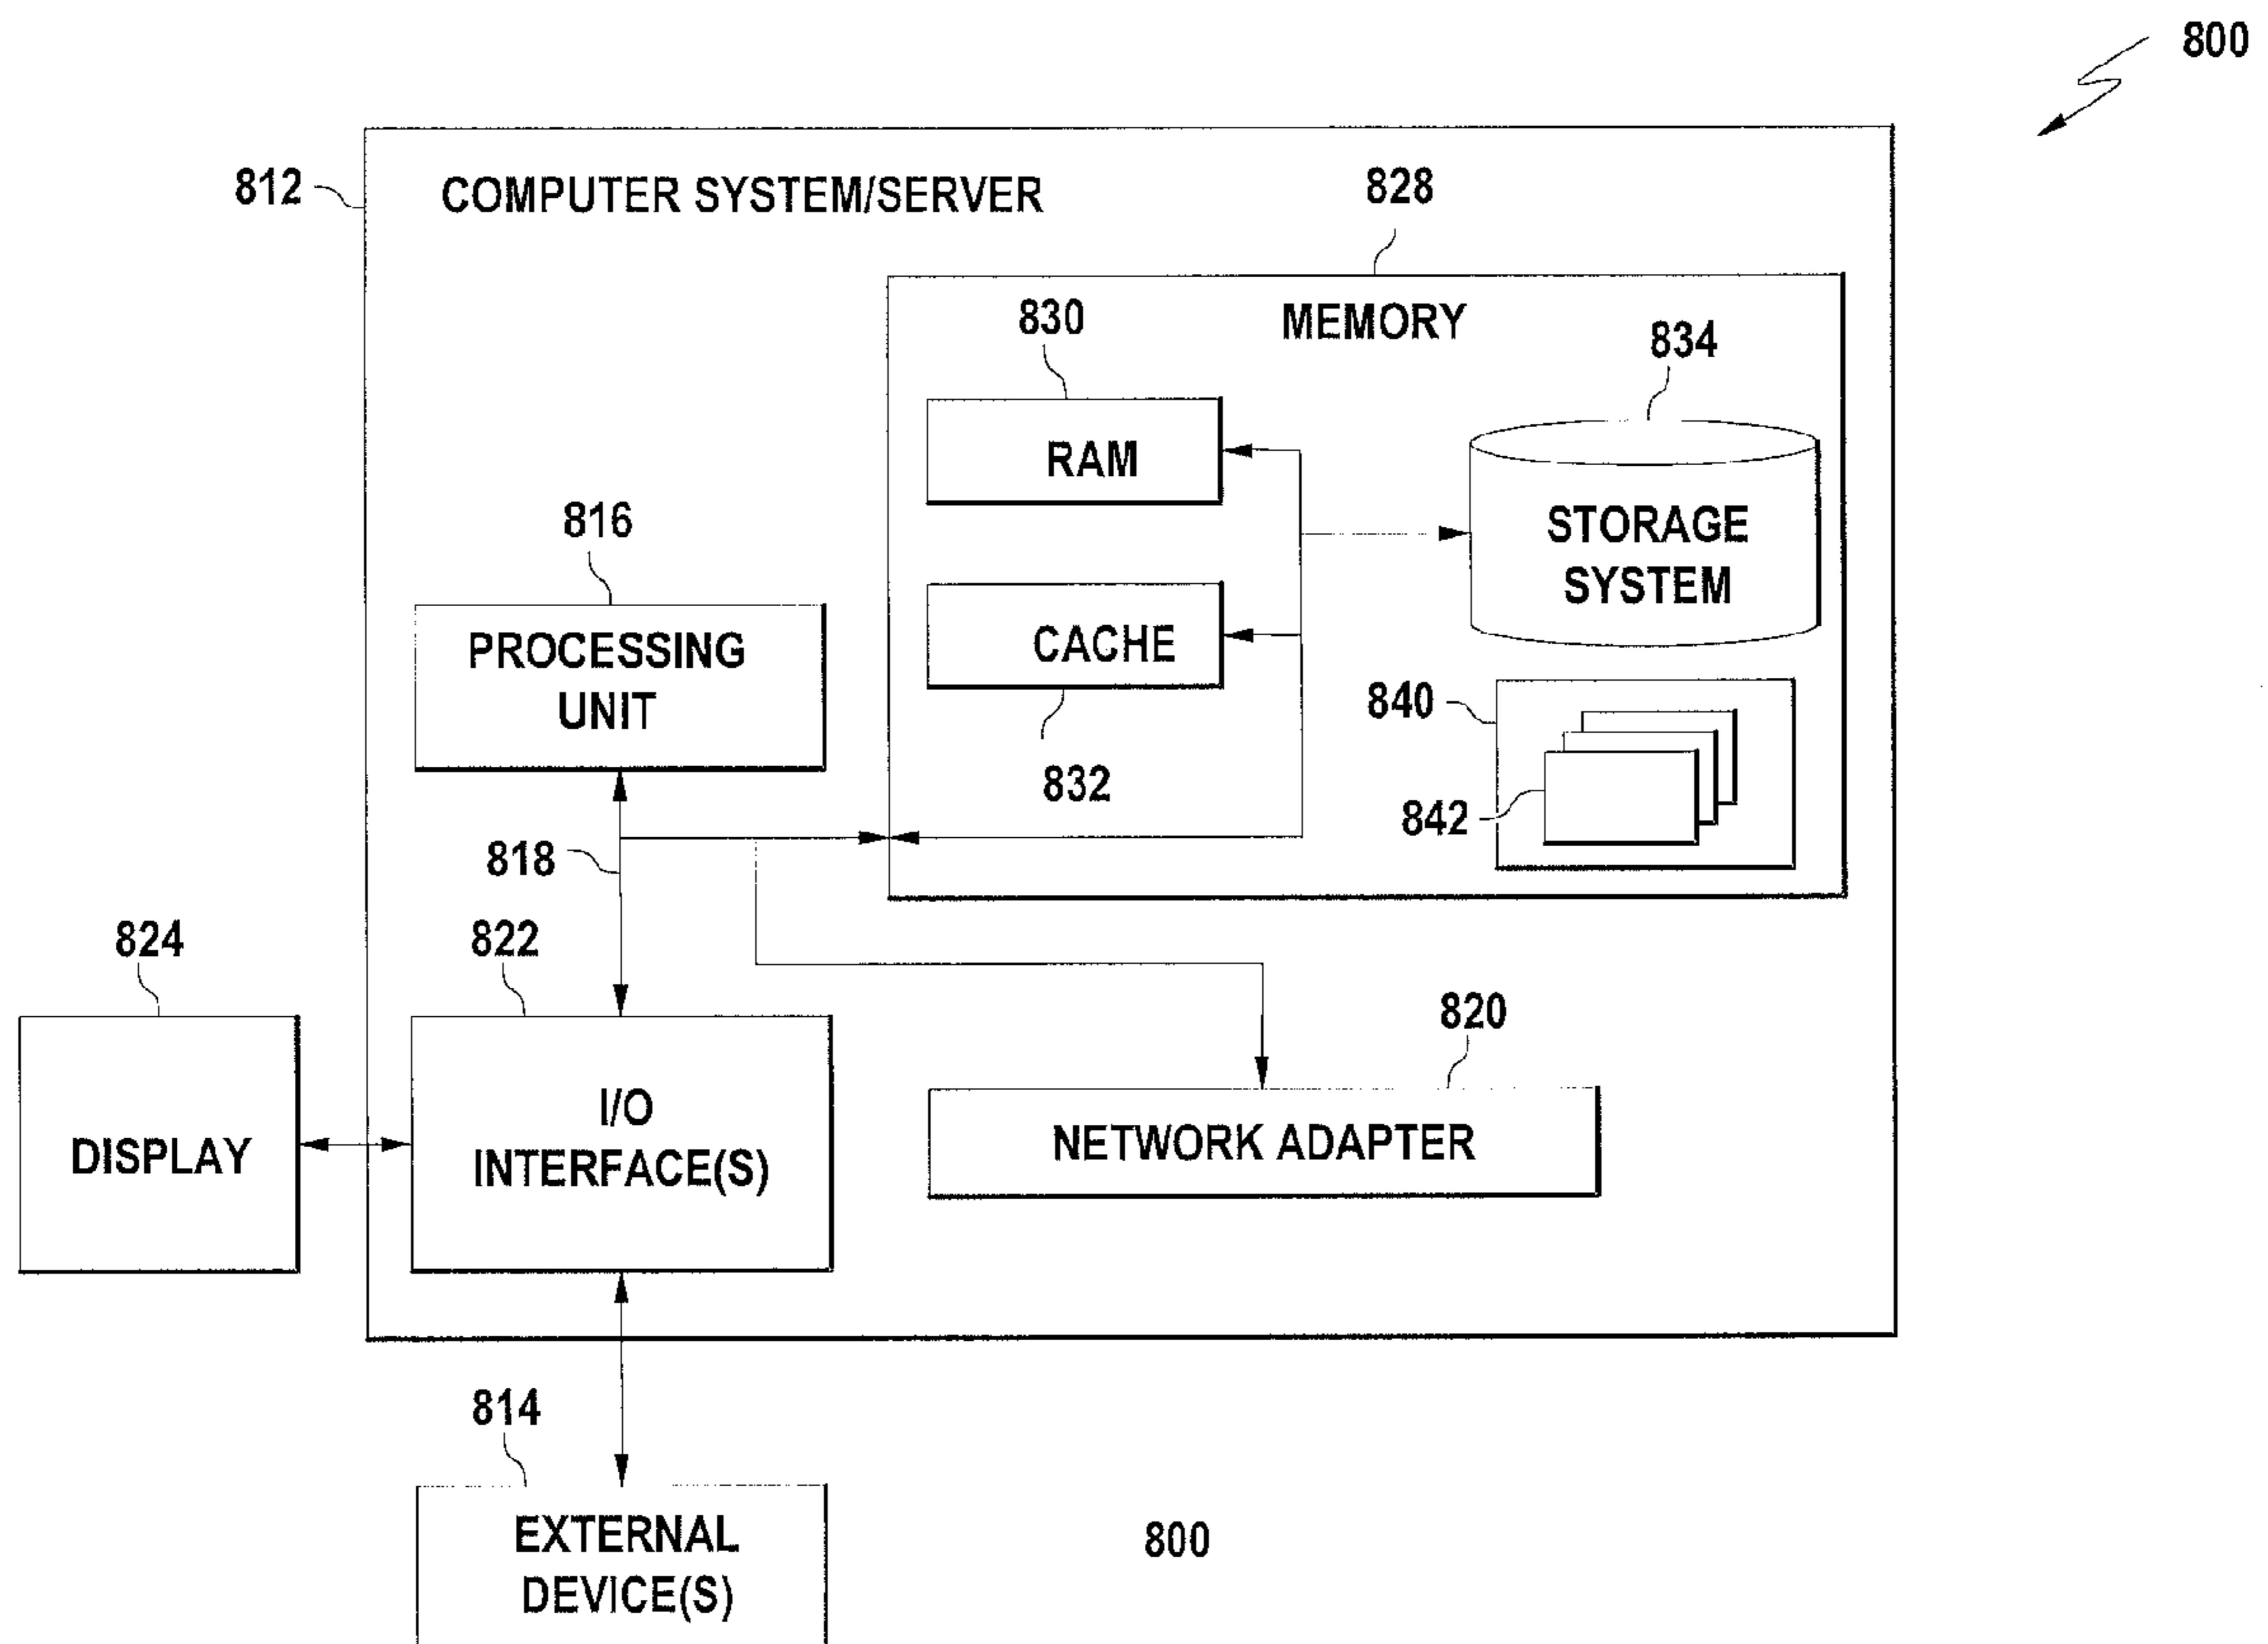 800
812
COMPUTER SYSTEM/SERVER
828
MEMORY
830
RAM
834
STORAGE
SYSTEM
816
PROCESSING
UNIT
CACHE
832
840
842
818
824
DISPLAY
822
I/O
INTERFACE(S)
820
NETWORK ADAPTER
814
EXTERNAL
DEVICE(S)
800